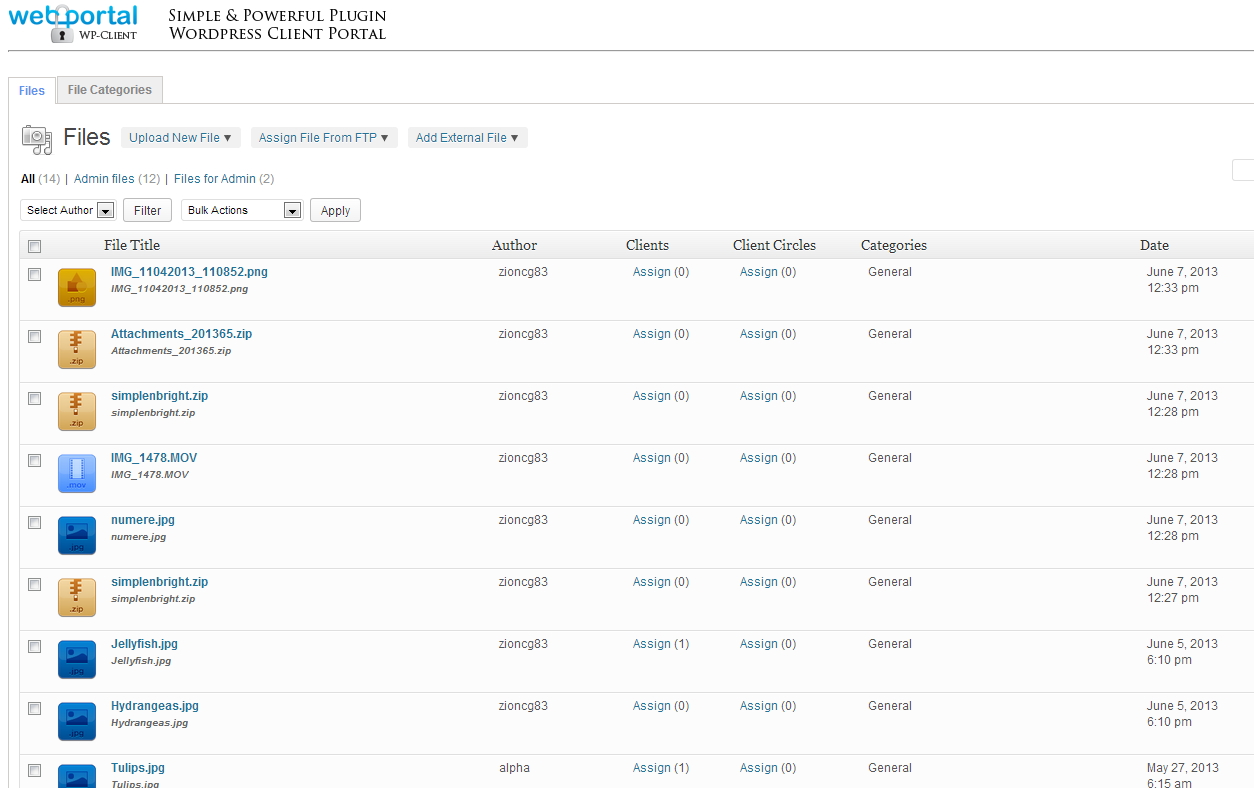 webportal
WP-CLIENT
SIMPLE & POWERFUL PLUGIN
WORDPRESS CLIENT PORTAL
Files File Categories
Files Upload New File ▼ Assign File From FTP ▼ Add External File ▼
All (14) | Admin files (12) | Files for Admin (2)
Select Author Filter Bulk Actions Apply
File Title Author Clients Client Circles Categories Date
IMG_11042013_110852.png zioncg83 Assign (0) Assign (0) General June 7, 2013
.png IMG_11042013_110852.png 12:33 pm
Attachments_201365.zip zioncg83 Assign (0) Assign (0) General June 7, 2013
.zip Attachments_201365.zip 12:33 pm
simplenbright.zip zioncg83 Assign (0) Assign (0) General June 7, 2013
.zip simplenbright.zip 12:28 pm
IMG_1478.MOV zioncg83 Assign (0) Assign (0) General June 7, 2013
.mov IMG_1478.MOV 12:28 pm
numere.jpg zioncg83 Assign (0) Assign (0) General June 7, 2013
.jpg numere.jpg 12:28 pm
simplenbright.zip zioncg83 Assign (0) Assign (0) General June 7, 2013
.zip simplenbright.zip 12:27 pm
Jellyfish.jpg zioncg83 Assign (1) Assign (0) General June 5, 2013
.jpg Jellyfish.jpg 6:10 pm
Hydrangeas.jpg zioncg83 Assign (0) Assign (0) General June 5, 2013
.jpg Hydrangeas.jpg 6:10 pm
Tulips.jpg alpha Assign (1) Assign (0) General May 27, 2013
Tulips.jpg 6:15 am